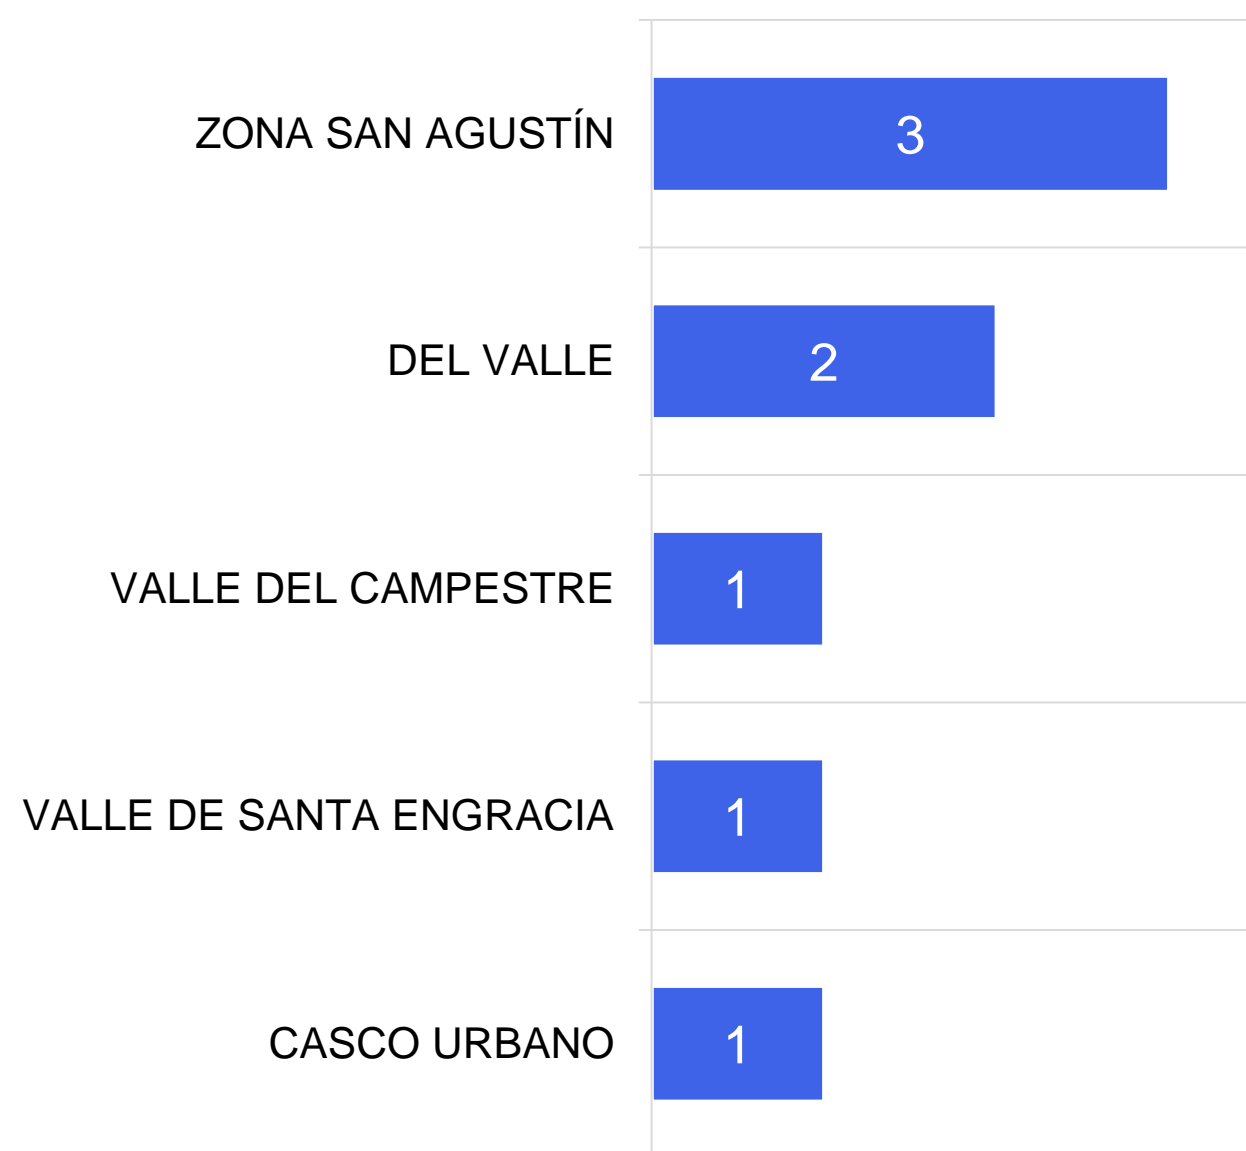 ZONA SAN AGUSTÍN 3
DEL VALLE 2
VALLE DEL CAMPESTRE 1
VALLE DE SANTA ENGRACIA 1
CASCO URBANO 1